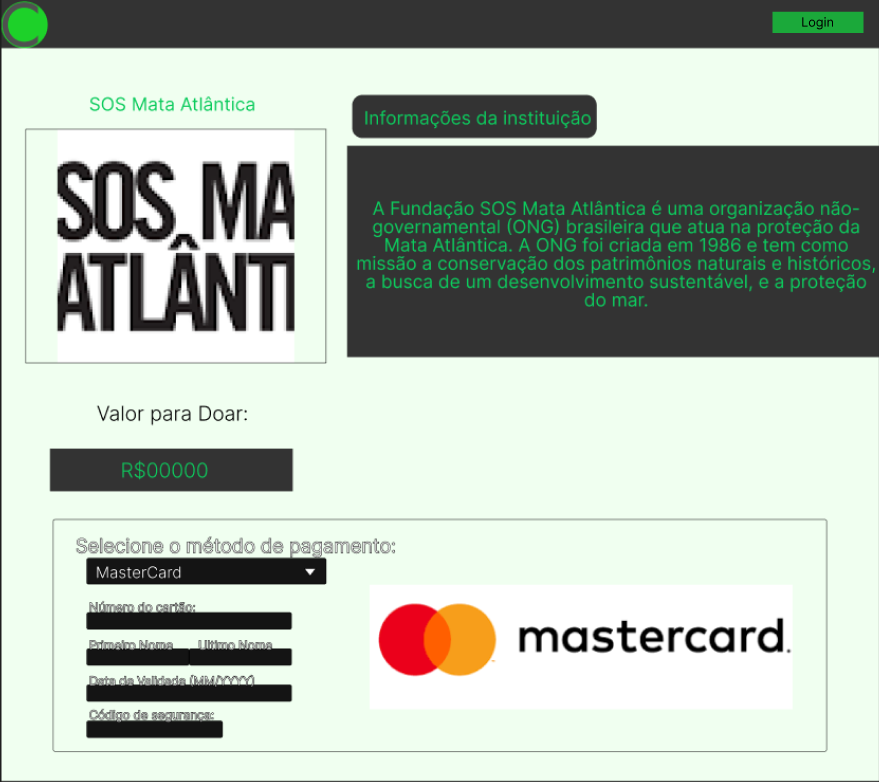 Login
SOS Mata Atlântica
SOS MA
ATLÂNTI
Informações da instituição
A Fundação SOS Mata Atlântica é uma organização não-
governamental (ONG) brasileira que atua na proteção da
Mata Atlântica. A ONG foi criada em 1986 e tem como
missão a conservação dos patrimônios naturais e históricos,
a busca de um desenvolvimento sustentável, e a proteção
do mar.
Valor para Doar:
R$00000
Selecione o método de pagamento:
MasterCard
Número do cartão:
Primeiro Nome Ultimo Nome
Data da Validade (MM/YYYY)
Código de segurança:
mastercard.